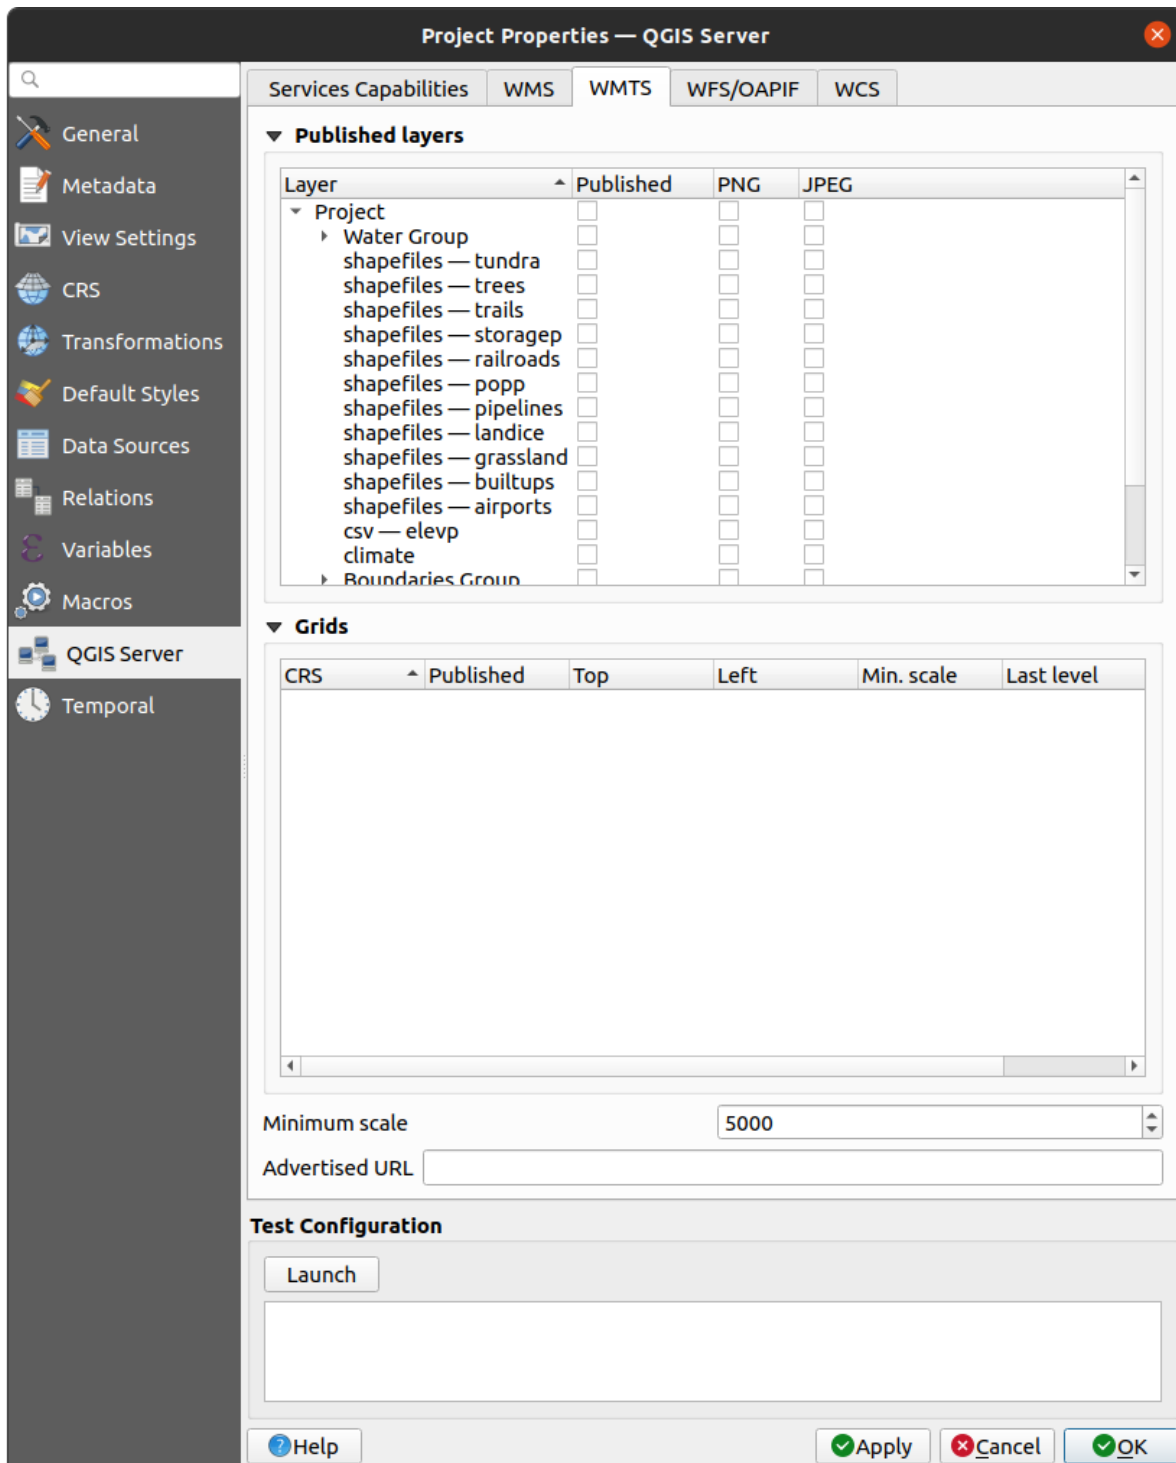 Project Properties — QGIS Server
General
Metadata
View Settings
CRS
Transformations
Default Styles
Data Sources
Relations
Variables
Macros
QGIS Server
Temporal
Services Capabilities WMS WMTS WFS/OAPIF WCS
Published layers
Layer Published PNG JPEG
Project
Water Group
shapefiles — tundra
shapefiles — trees
shapefiles — trails
shapefiles — storagep
shapefiles — railroads
shapefiles — popp
shapefiles — pipelines
shapefiles — landice
shapefiles — grassland
shapefiles — builtups
shapefiles — airports
csv — elevp
climate
Boundaries Group
Grids
CRS Published Top Left Min. scale Last level
Minimum scale 5000
Advertised URL
Test Configuration
Launch
Help Apply Cancel OK